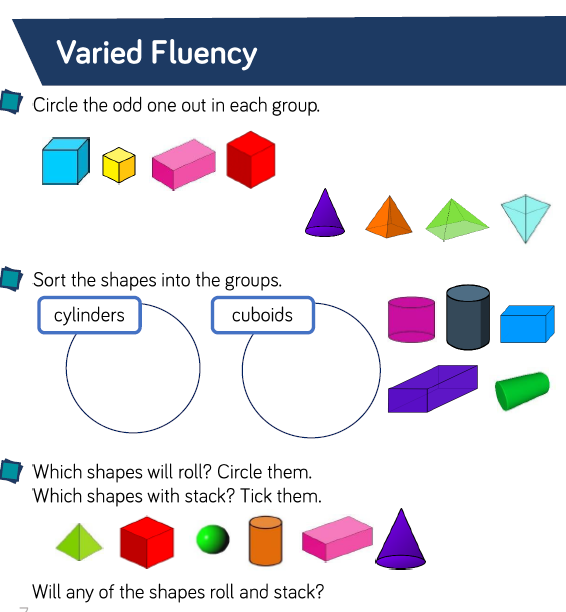 Varied Fluency
Circle the odd one out in each group.
Sort the shapes into the groups.
cylinders
cuboids
Which shapes will roll? Circle them.
Which shapes with stack? Tick them.
Will any of the shapes roll and stack?